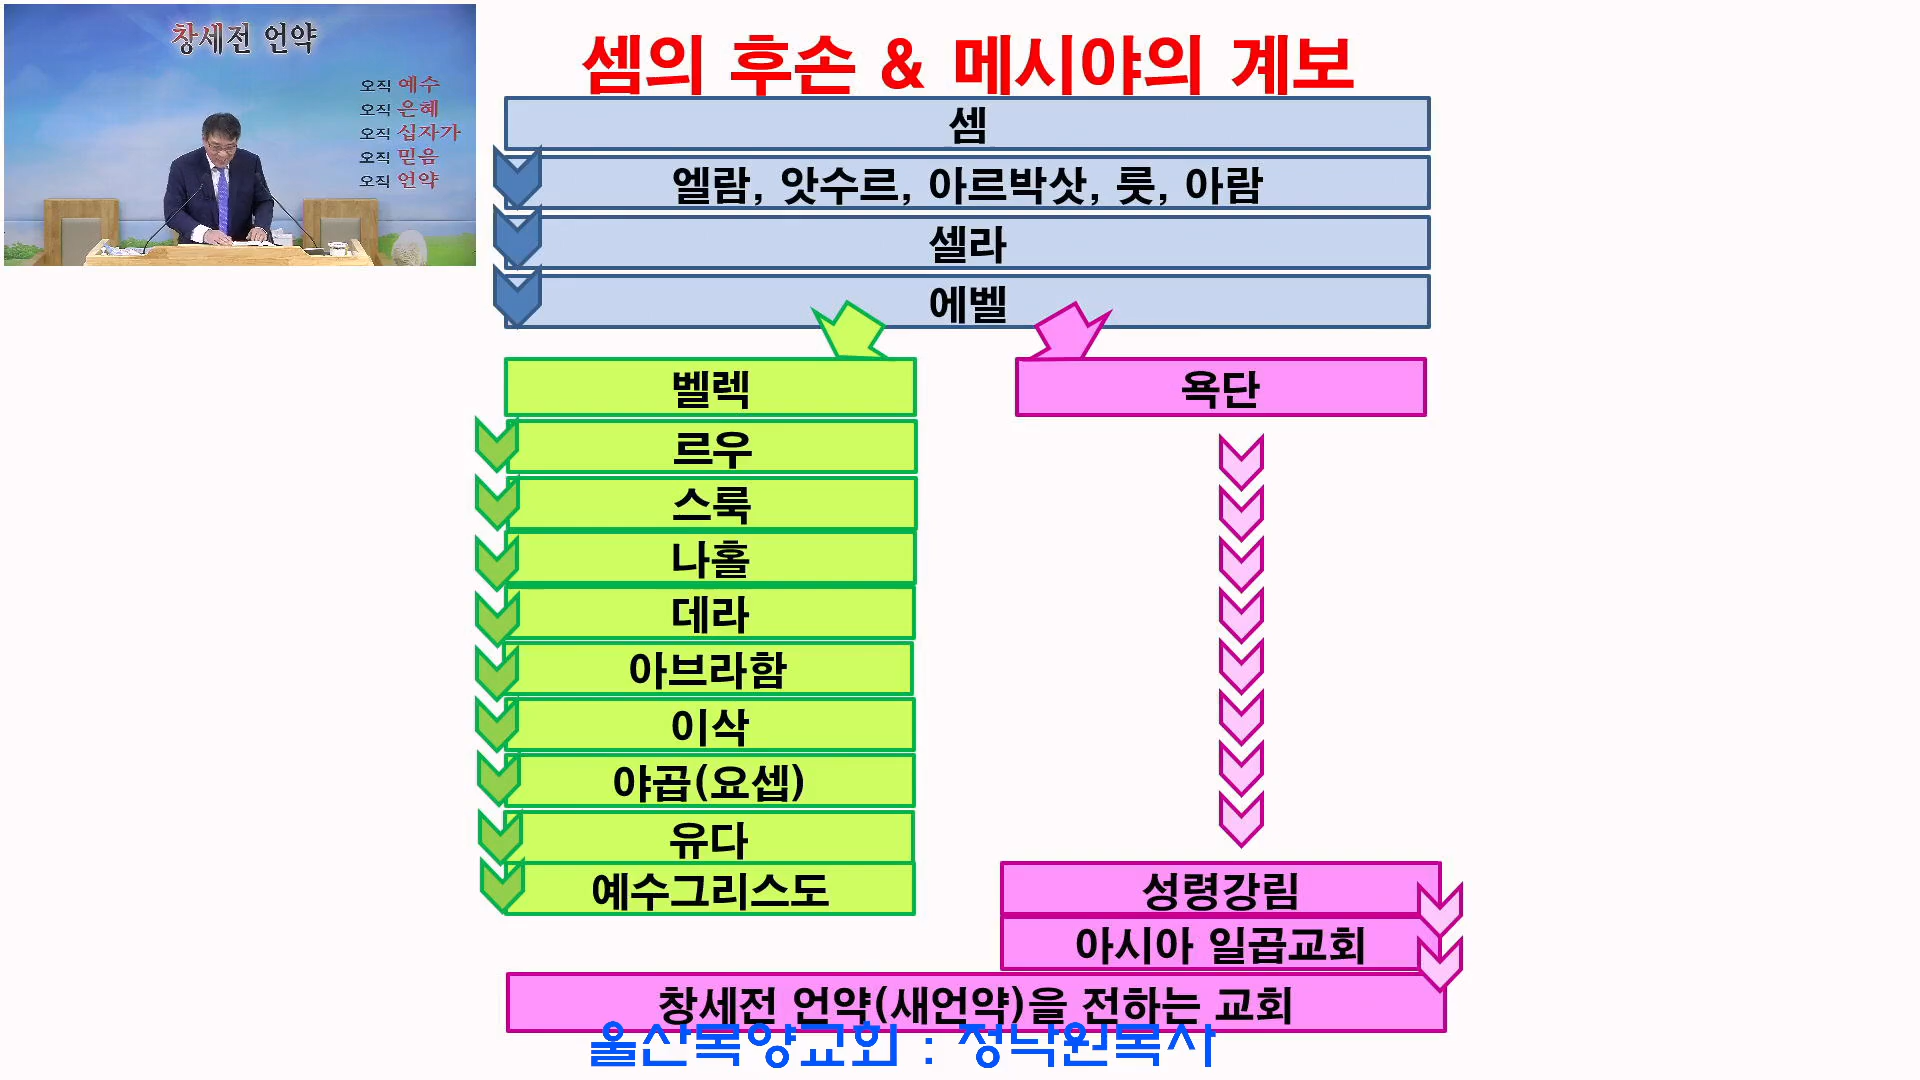 창세전 언약
오직 예수
오직 은혜
오직 십자가
오직 믿음
오직 언약
셈의 후손 & 메시야의 계보
셈
엘람, 앗수르, 아르박삿, 룻, 아람
셀라
에벨
벨렉
욕단
르우
스룩
나홀
데라
아브라함
이삭
야곱(요셉)
유다
예수그리스도
성령강림
아시아 일곱교회
창세전 언약(새언약)을 전하는 교회
울산목양교회 : 정낙원목사